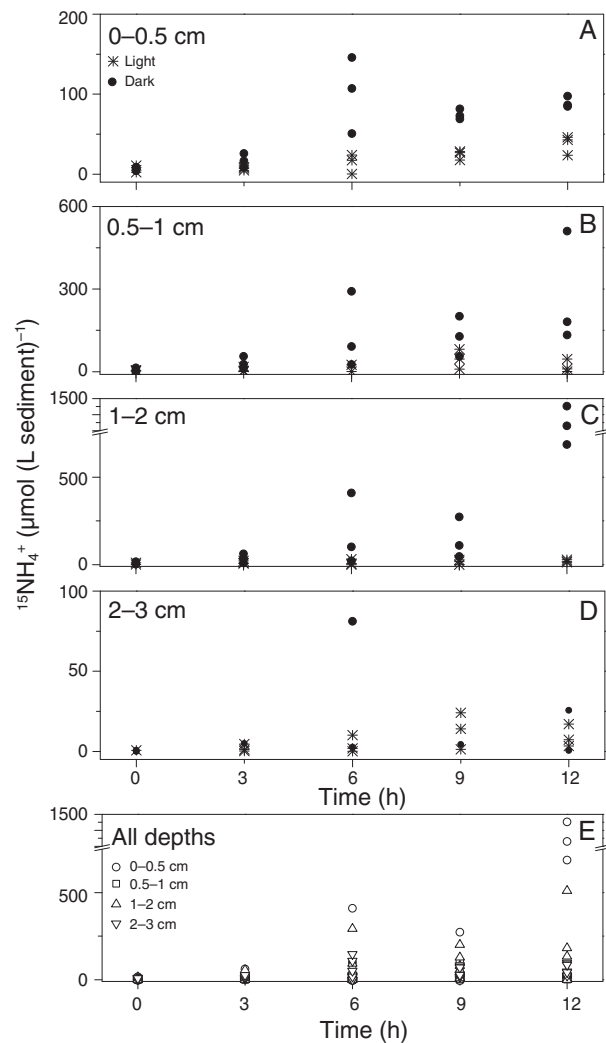 200
0–0.5 cm
A
Light
Dark
100
0
600
0.5–1 cm
B
300
0
1500
1–2 cm
C
500
0
100
2–3 cm
D
50
0
0
3
6
9
12
Time (h)
1500
All depths
E
0–0.5 cm
0.5–1 cm
1–2 cm
2–3 cm
500
0
0
3
6
9
12
Time (h)
¹⁵NH₄⁺ (µmol (L sediment)⁻¹)